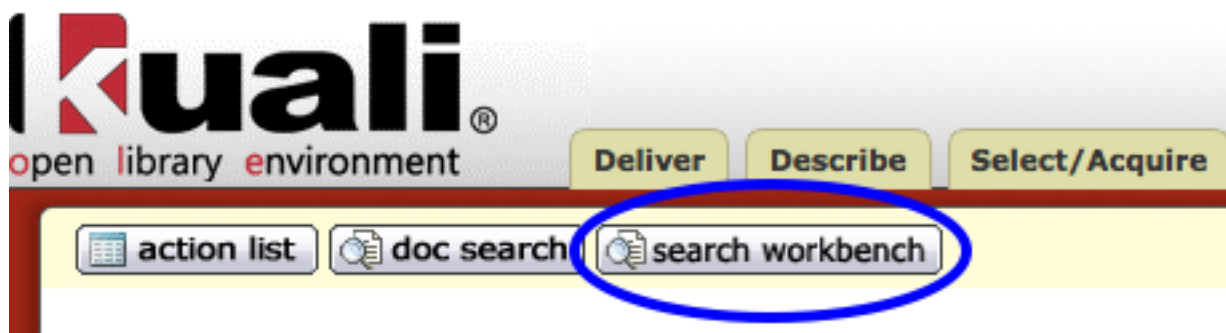 kuali®
open library environment
Deliver Describe Select/Acquire
action list doc search search workbench